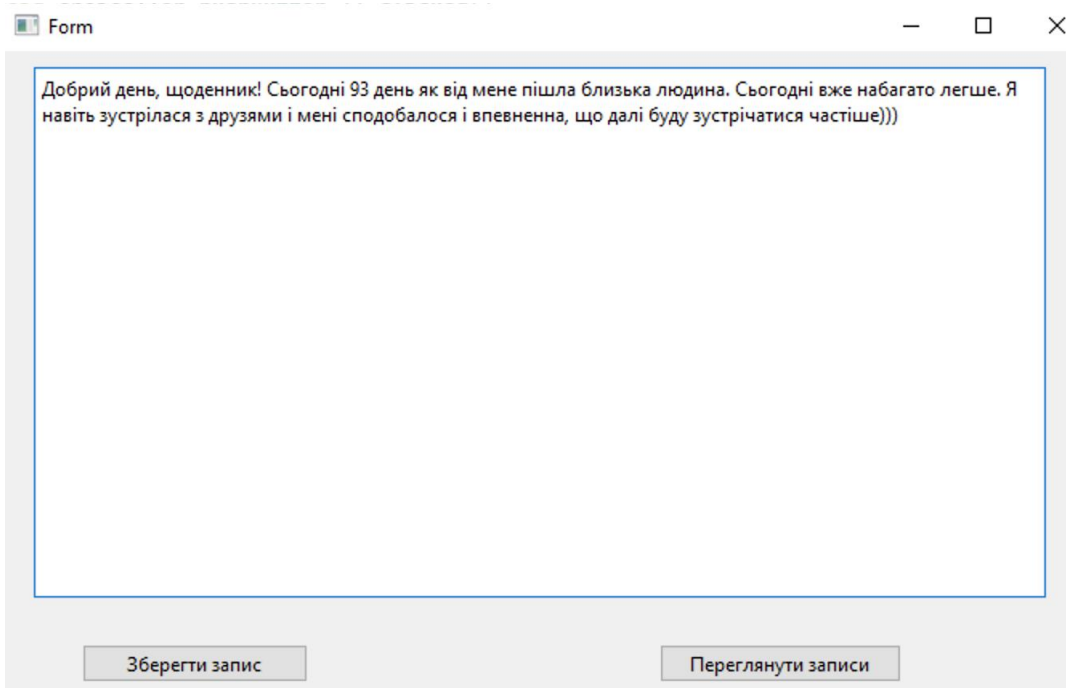 Form
Добрий день, щоденник! Сьогодні 93 день як від мене пішла близька людина. Сьогодні вже набагато легше. Я
навіть зустрілася з друзями і мені сподобалося і впевненна, що далі буду зустрічатися частіше)))
Зберегти запис
Переглянути записи